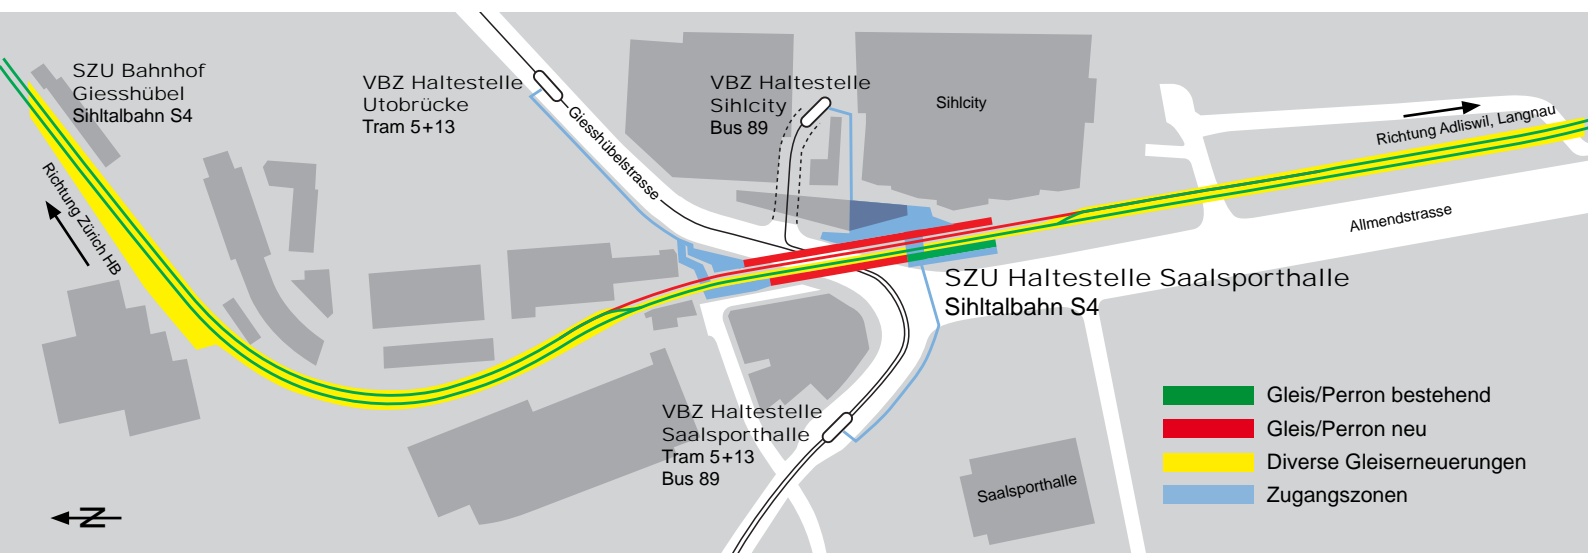 SZU Bahnhof
Giesshübel
Sihltalbahn S4
VBZ Haltestelle
Utobrücke
Tram 5+13
VBZ Haltestelle
Sihlcity
Bus 89
Sihlcity
Richtung Adliswil, Langnau
Giesshübelstrasse
Richtung Zürich HB
Allmendstrasse
SZU Haltestelle Saalsporthalle
Sihltalbahn S4
VBZ Haltestelle
Saalsporthalle
Tram 5+13
Bus 89
Saalsporthalle
Gleis/Perron bestehend
Gleis/Perron neu
Diverse Gleiserneuerungen
Zugangszonen
N